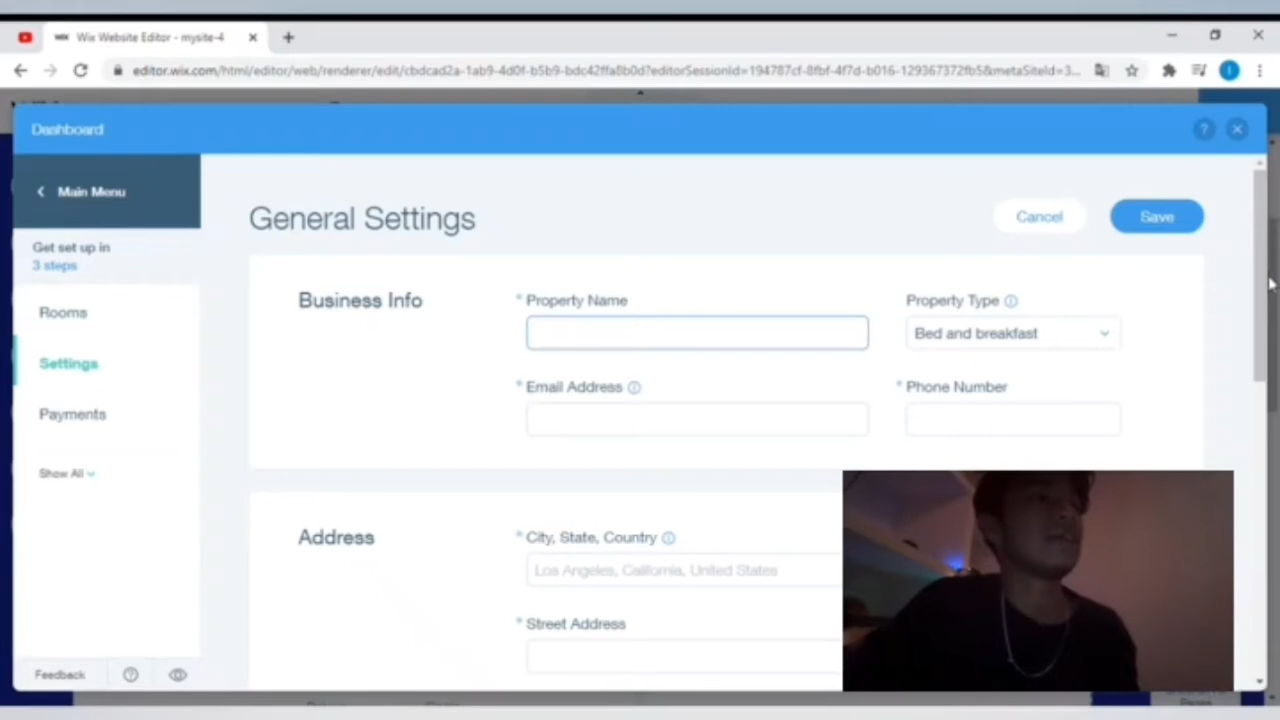 Wix Website Editor - mysite-4
editor.wix.com/html/editor/web/renderer/edit/cbdcad2a-1ab9-4d0f-b5b9-bdc42ffa8b0d?editorSessionId=194787cf-8fbf-4f7d-b016-129367372fb5&metaSiteId=3...
Dashboard
?
Main Menu
Get set up in
3 steps
Rooms
Settings
Payments
Show All
Feedback
General Settings
Cancel
Save
Business Info
* Property Name
Property Type
Bed and breakfast
* Email Address
* Phone Number
Address
* City, State, Country
Los Angeles, California, United States
* Street Address